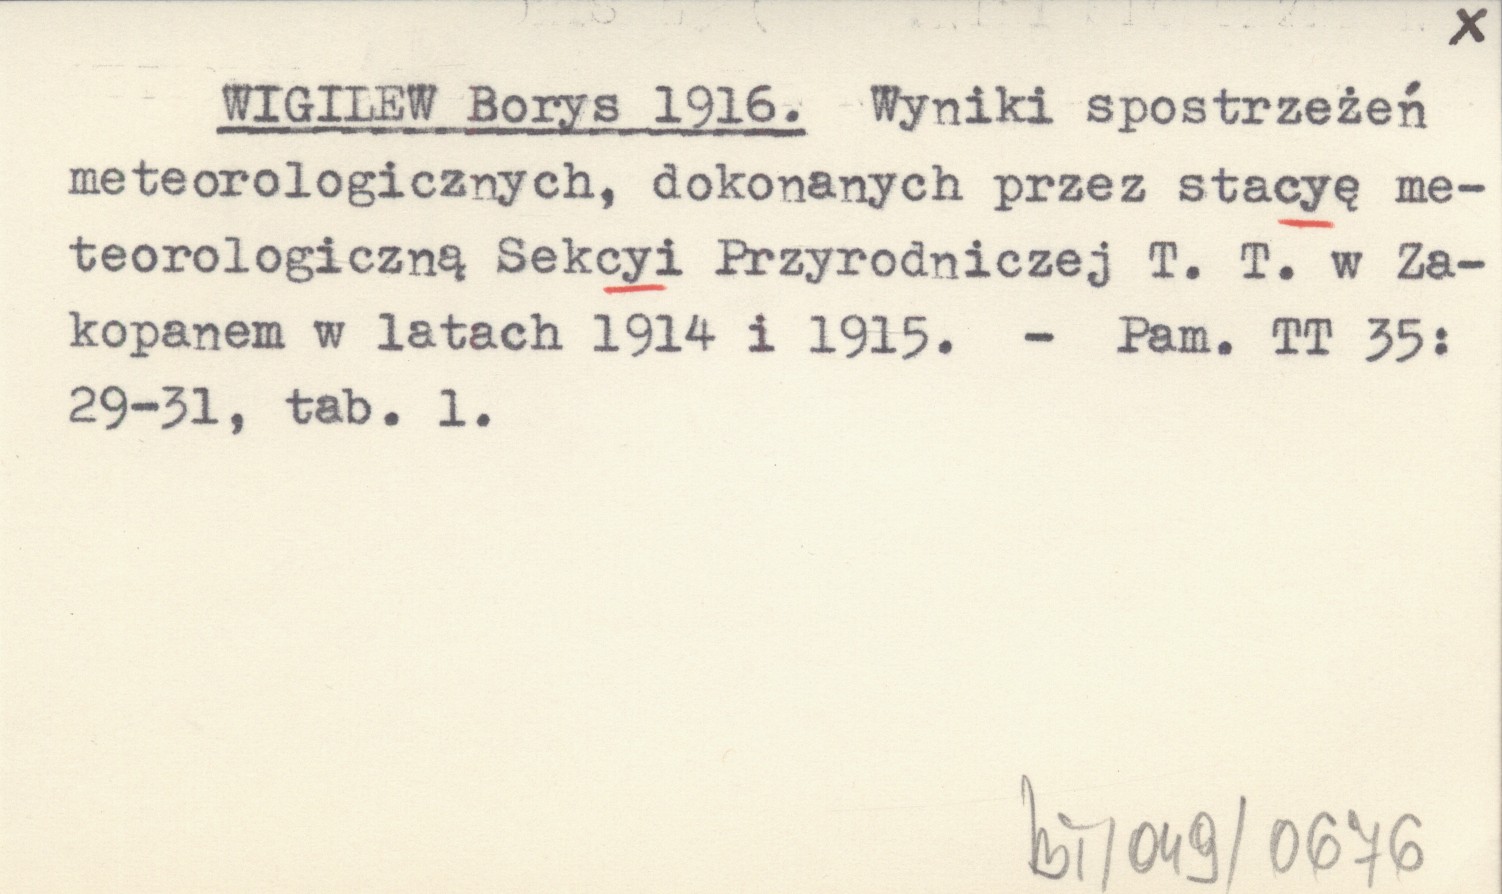 x
WIGILEW Borys 1916. Wyniki spostrzeżeń
meteorologicznych, dokonanych przez stacyę me-
teorologiczną Sekcyi Przyrodniczej T. T. w Za-
kopanem w latach 1914 i 1915. - Pam. TT 35:
29-31, tab. 1.
BT/049/0676